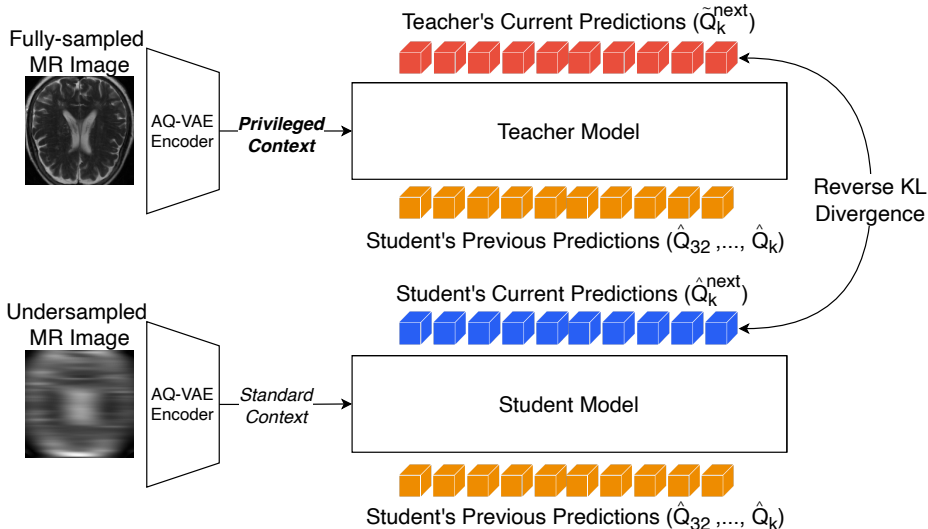 Fully-sampled
MR Image
AQ-VAE
Encoder
Privileged
Context
Teacher's Current Predictions (Q̃ₖⁿᵉˣᵗ)
Teacher Model
Student's Previous Predictions (Q̂₃₂ ,..., Q̂ₖ)
Reverse KL
Divergence
Undersampled
MR Image
AQ-VAE
Encoder
Standard
Context
Student's Current Predictions (Q̂ₖⁿᵉˣᵗ)
Student Model
Student's Previous Predictions (Q̂₃₂ ,..., Q̂ₖ)